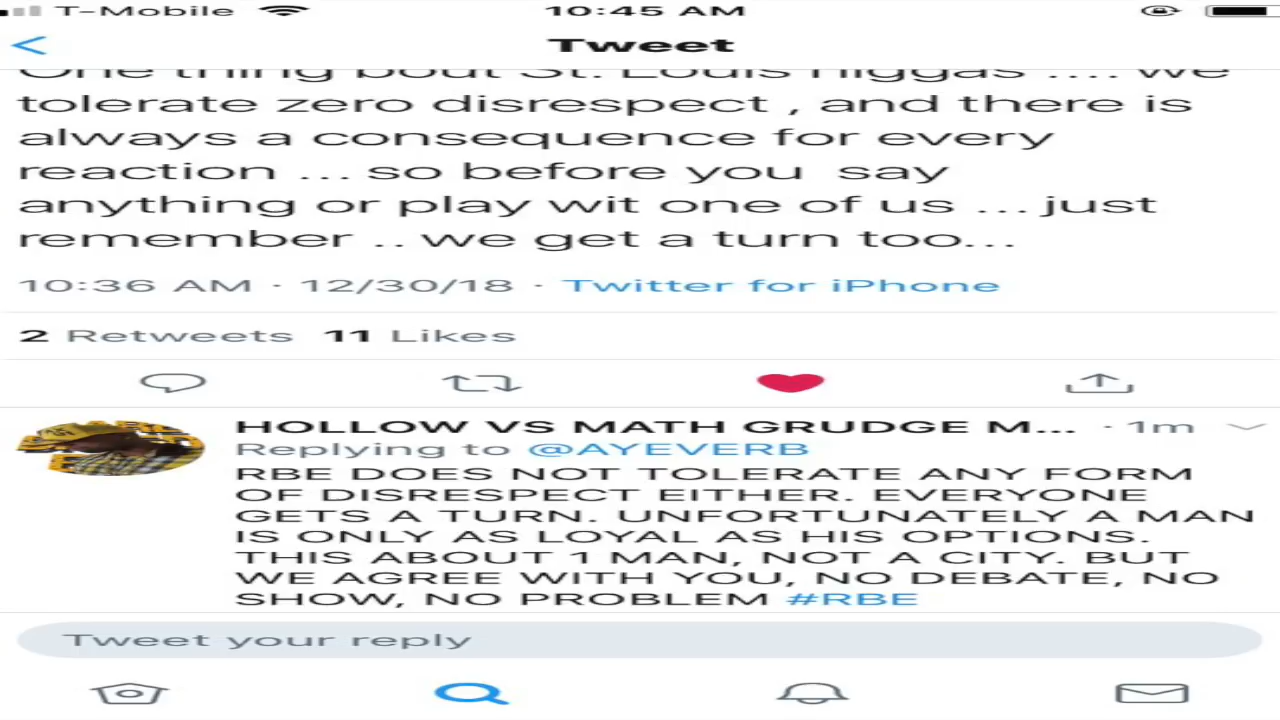 T-Mobile 10:45 AM
Tweet
One thing bout St. Louis niggas .... we
tolerate zero disrespect , and there is
always a consequence for every
reaction ... so before you say
anything or play wit one of us ... just
remember .. we get a turn too...
10:36 AM · 12/30/18 · Twitter for iPhone
2 Retweets 11 Likes
HOLLOW VS MATH GRUDGE M... · 1m
Replying to @AYEVERB
RBE DOES NOT TOLERATE ANY FORM
OF DISRESPECT EITHER. EVERYONE
GETS A TURN. UNFORTUNATELY A MAN
IS ONLY AS LOYAL AS HIS OPTIONS.
THIS ABOUT 1 MAN, NOT A CITY. BUT
WE AGREE WITH YOU, NO DEBATE, NO
SHOW, NO PROBLEM #RBE
Tweet your reply